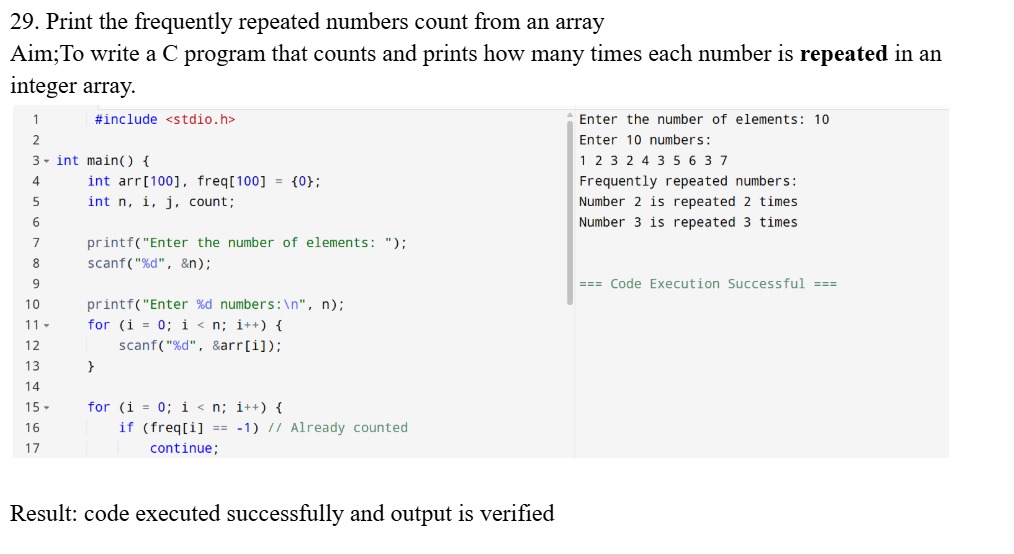 29. Print the frequently repeated numbers count from an array
Aim;To write a C program that counts and prints how many times each number is repeated in an
integer array.
1 #include <stdio.h>
2
3 int main() {
4 int arr[100], freq[100] = {0};
5 int n, i, j, count;
6
7 printf("Enter the number of elements: ");
8 scanf("%d", &n);
9
10 printf("Enter %d numbers:\n", n);
11 for (i = 0; i < n; i++) {
12 scanf("%d", &arr[i]);
13 }
14
15 for (i = 0; i < n; i++) {
16 if (freq[i] == -1) // Already counted
17 continue;
Enter the number of elements: 10
Enter 10 numbers:
1 2 3 2 4 3 5 6 3 7
Frequently repeated numbers:
Number 2 is repeated 2 times
Number 3 is repeated 3 times
=== Code Execution Successful ===
Result: code executed successfully and output is verified